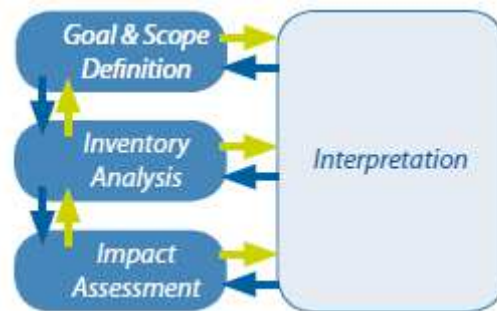 Goal & Scope
Definition
Inventory
Analysis
Interpretation
Impact
Assessment